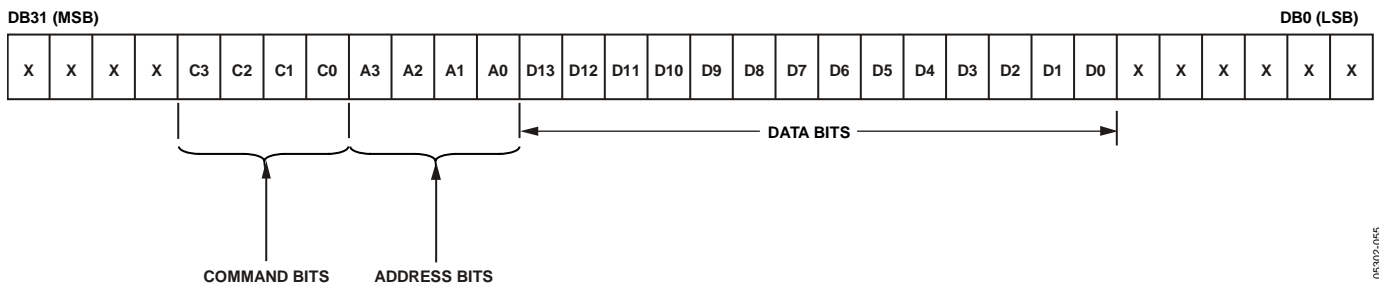 DB31 (MSB) DB0 (LSB)
X X X X C3 C2 C1 C0 A3 A2 A1 A0 D13 D12 D11 D10 D9 D8 D7 D6 D5 D4 D3 D2 D1 D0 X X X X X X
DATA BITS
COMMAND BITS ADDRESS BITS
05302-055